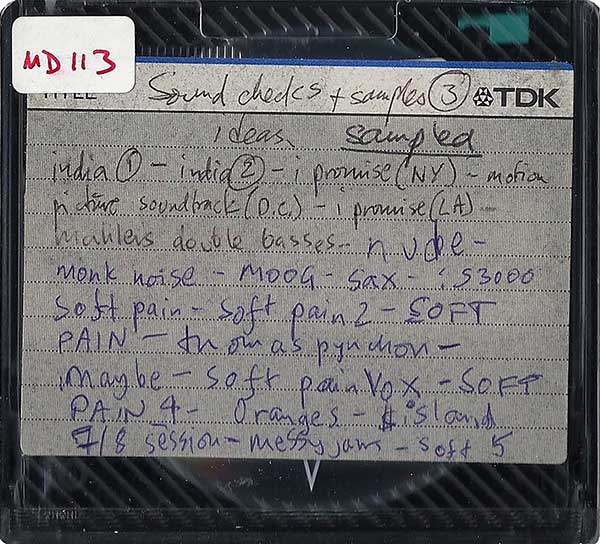 MD113
TITLE Sound checks + samples ③ TDK
ideas. sampled
india ① - india ② - i promise (NY) - motion
picture soundtrack (D.C.) - i promise (LA) -
mahlers double basses - nude -
monk noise - MOOG - sax - : S3000
soft pain - soft pain 2 - SOFT
PAIN - thomas pynchon -
maybe - soft pain VOX - SOFT
PAIN 4 - Oranges - island
7/8 session - messy jams - soft 5